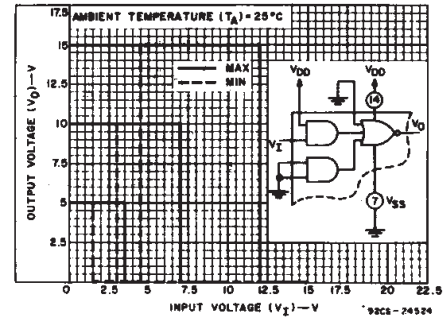 AMBIENT TEMPERATURE (TA)=25°C
17.5
15
12.5
10
7.5
5
2.5
OUTPUT VOLTAGE (VO)—V
MAX
MIN
VDD
VDD
14
VI
VO
7
VSS
0 2.5 5 7.5 10 12.5 15 17.5 20 22.5
INPUT VOLTAGE (VI)—V
92CS-24524